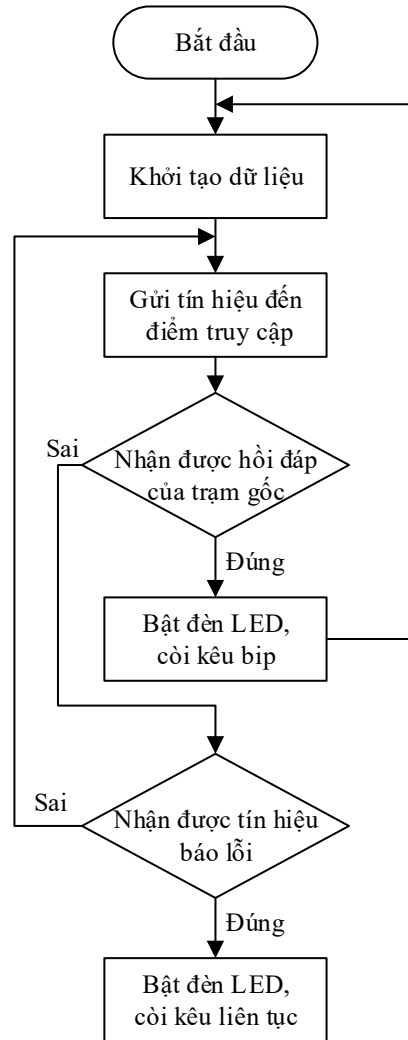 Bắt đầu
Khởi tạo dữ liệu
Gửi tín hiệu đến
điểm truy cập
Sai
Nhận được hồi đáp
của trạm gốc
Đúng
Bật đèn LED,
còi kêu bip
Sai
Nhận được tín hiệu
báo lỗi
Đúng
Bật đèn LED,
còi kêu liên tục